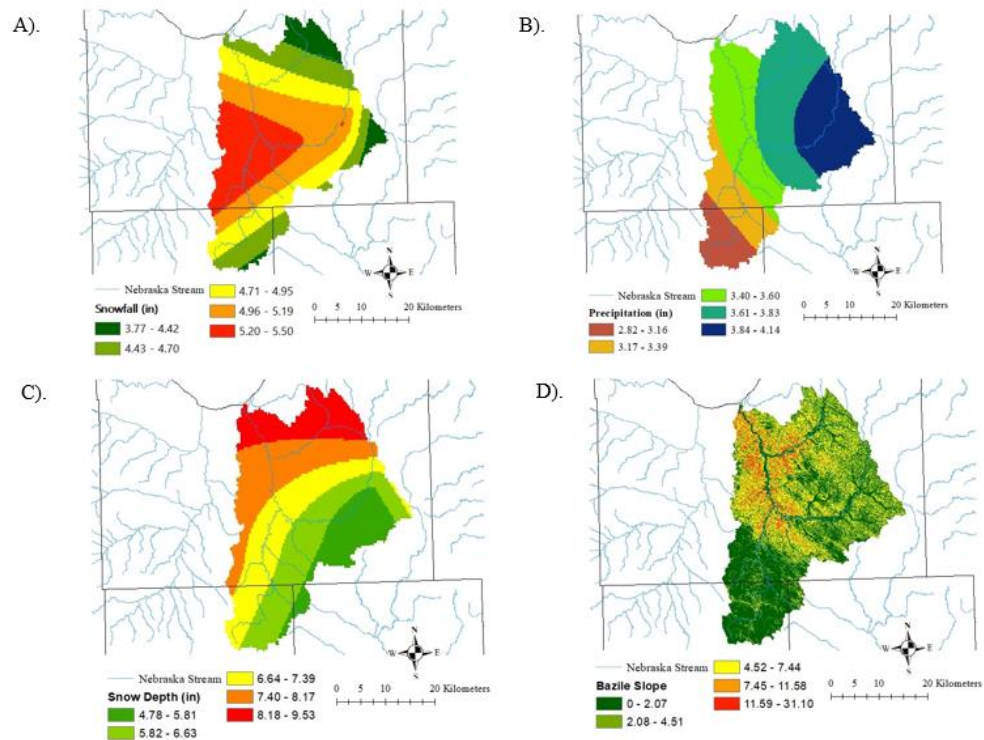 A).
N
W
E
S
Nebraska Stream
Snowfall (in)
3.77 - 4.42
4.43 - 4.70
4.71 - 4.95
4.96 - 5.19
5.20 - 5.50
0 5 10 20 Kilometers
B).
N
W
E
S
Nebraska Stream
Precipitation (in)
2.82 - 3.16
3.17 - 3.39
3.40 - 3.60
3.61 - 3.83
3.84 - 4.14
0 5 10 20 Kilometers
C).
N
W
E
S
Nebraska Stream
Snow Depth (in)
4.78 - 5.81
5.82 - 6.63
6.64 - 7.39
7.40 - 8.17
8.18 - 9.53
0 5 10 20 Kilometers
D).
N
W
E
S
Nebraska Stream
Bazile Slope
0 - 2.07
2.08 - 4.51
4.52 - 7.44
7.45 - 11.58
11.59 - 31.10
0 5 10 20 Kilometers